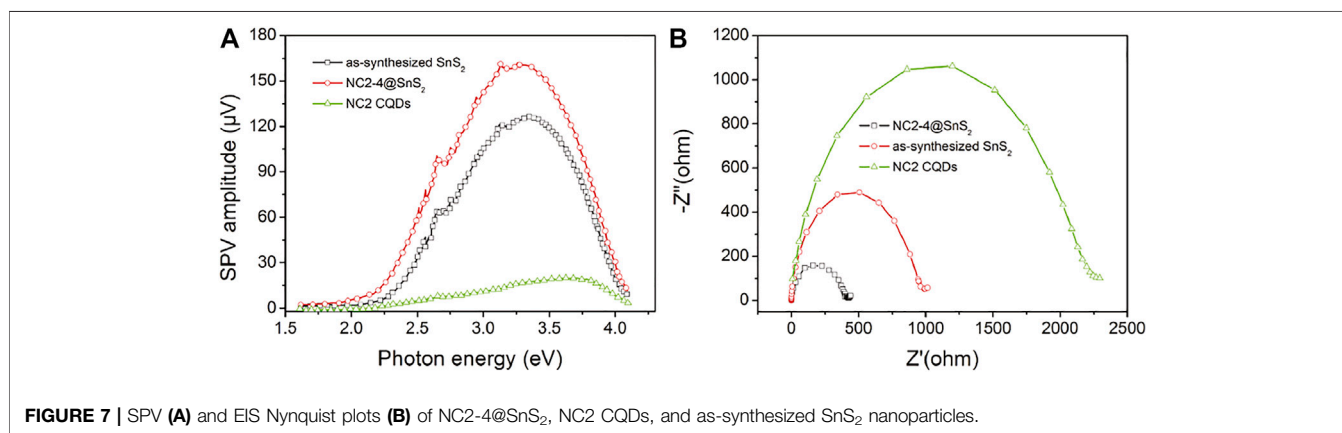 A
180
150
120
90
60
30
0
SPV amplitude (μV)
as-synthesized SnS₂
NC2-4@SnS₂
NC2 CQDs
1.5 2.0 2.5 3.0 3.5 4.0
Photon energy (eV)
B
1200
1000
800
600
400
200
0
-Z"(ohm)
NC2-4@SnS₂
as-synthesized SnS₂
NC2 CQDs
0 500 1000 1500 2000 2500
Z'(ohm)
FIGURE 7 | SPV (A) and EIS Nynquist plots (B) of NC2-4@SnS₂, NC2 CQDs, and as-synthesized SnS₂ nanoparticles.